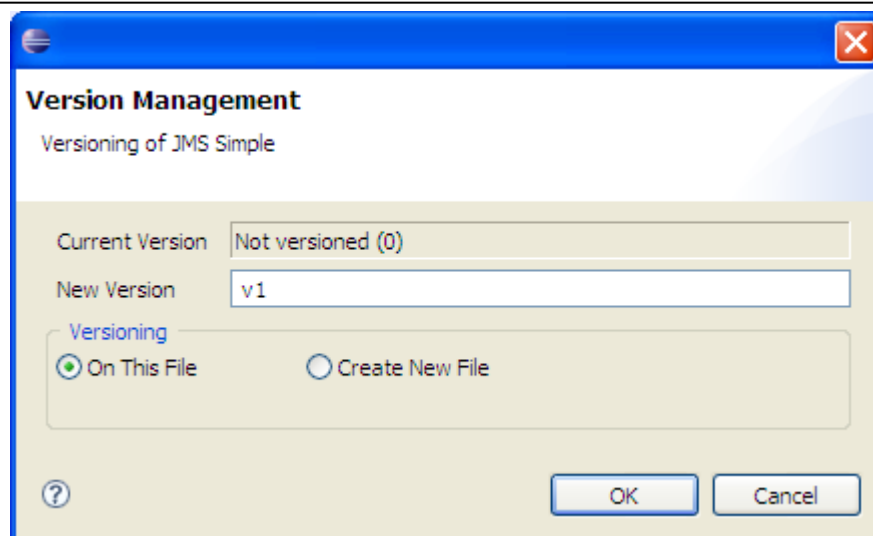 Version Management
Versioning of JMS Simple
Current Version Not versioned (0)
New Version v1
Versioning
On This File Create New File
? OK Cancel